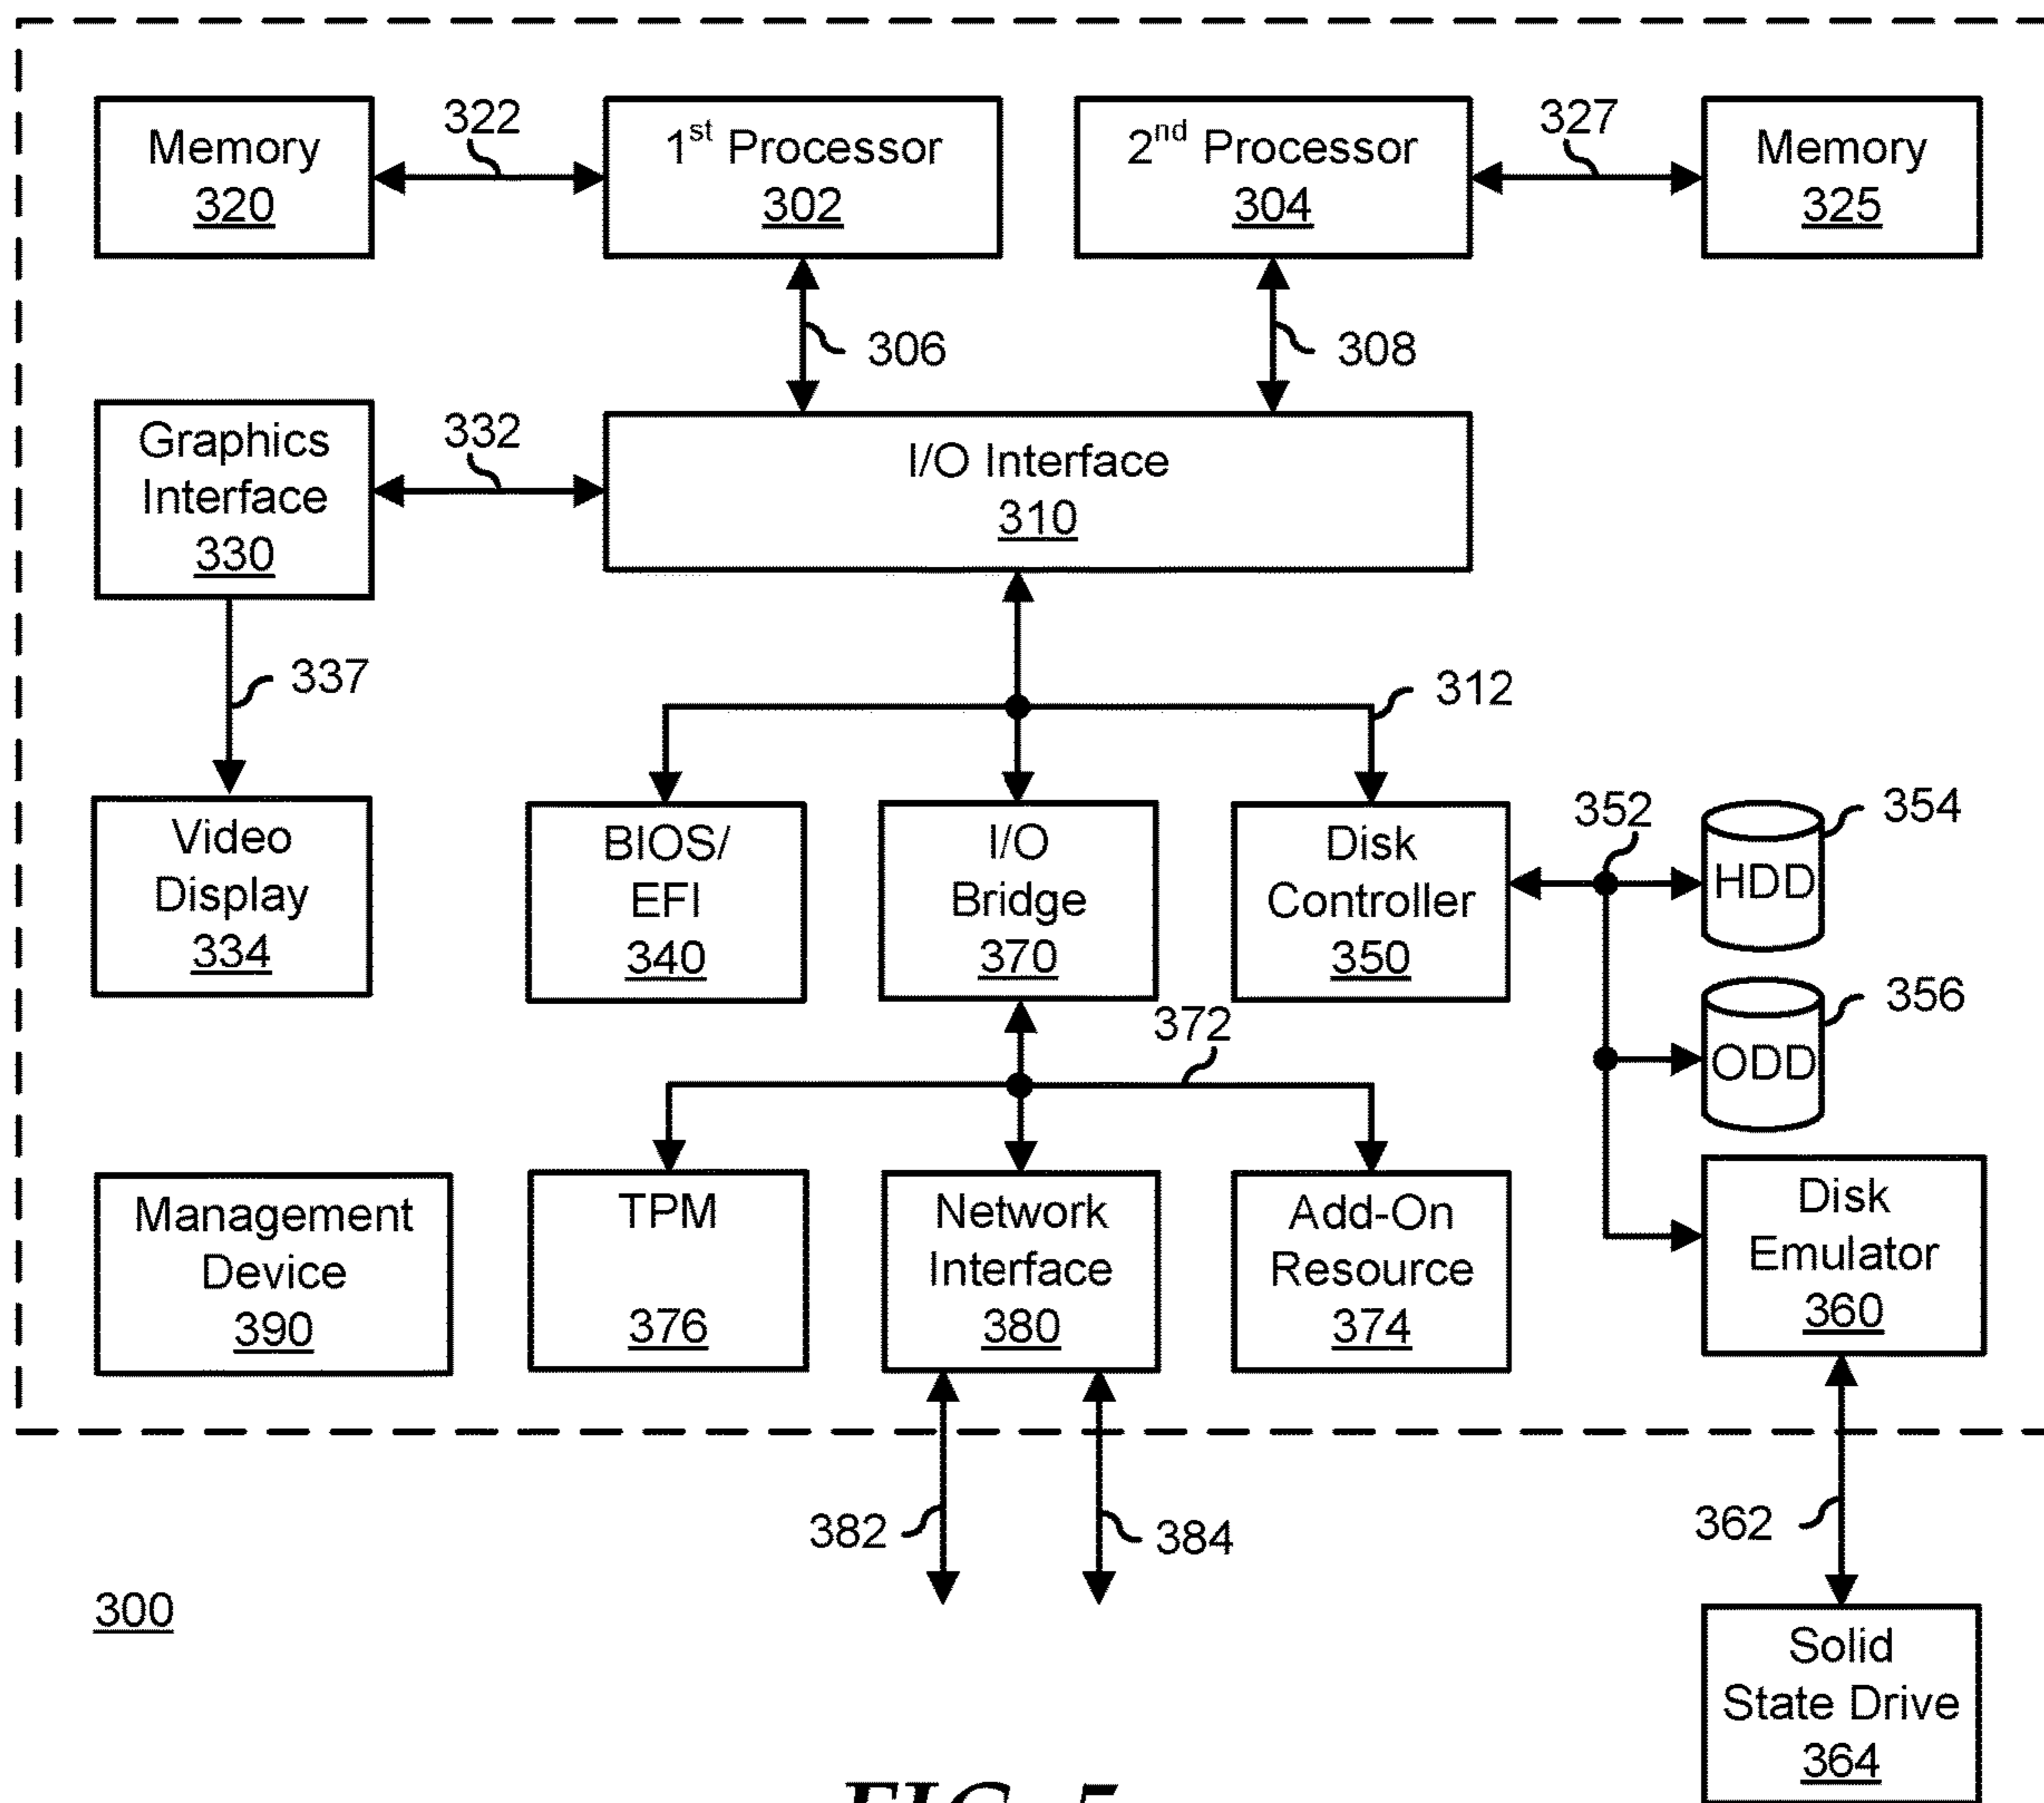 Memory
320
322
1st Processor
302
2nd Processor
304
327
Memory
325
306
308
Graphics
Interface
330
332
I/O Interface
310
337
312
Video
Display
334
BIOS/
EFI
340
I/O
Bridge
370
Disk
Controller
350
352
354
HDD
356
ODD
372
Management
Device
390
TPM
376
Network
Interface
380
Add-On
Resource
374
Disk
Emulator
360
382
384
362
300
Solid
State Drive
364
FIG. 5